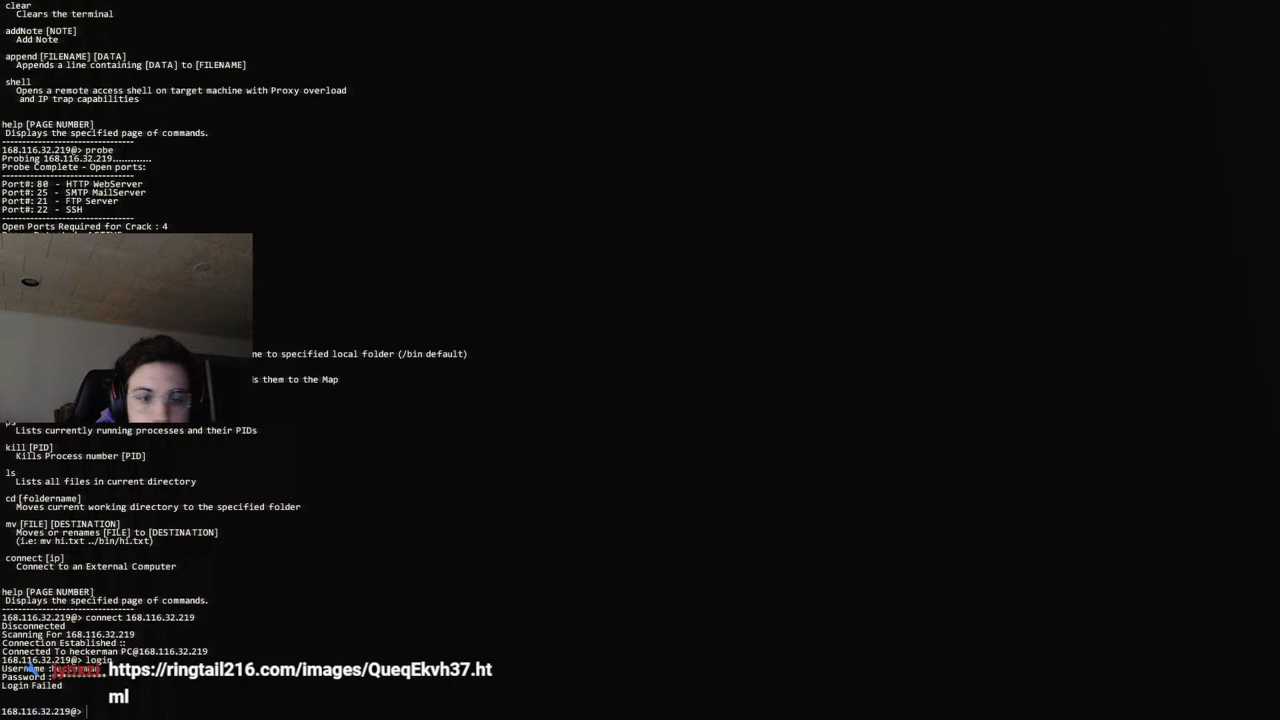 clear
Clears the terminal
addNote [NOTE]
Add Note
append [FILENAME] [DATA]
Appends a line containing [DATA] to [FILENAME]
shell
Opens a remote access shell on target machine with Proxy overload
and IP trap capabilities
help [PAGE NUMBER]
Displays the specified page of commands.
---------------------------------
168.116.32.219@> probe
Probing 168.116.32.219.............
Probe Complete - Open ports:
---------------------------------
Port#: 80 - HTTP WebServer
Port#: 25 - SMTP MailServer
Port#: 21 - FTP Server
Port#: 22 - SSH
---------------------------------
Open Ports Required for Crack : 4
to specified local folder (/bin default)
them to the Map
Lists currently running processes and their PIDs
kill [PID]
Kills Process number [PID]
ls
Lists all files in current directory
cd [foldername]
Moves current working directory to the specified folder
mv [FILE] [DESTINATION]
Moves or renames [FILE] to [DESTINATION]
(i.e: mv hi.txt ../bin/hi.txt)
connect [ip]
Connect to an External Computer
help [PAGE NUMBER]
Displays the specified page of commands.
---------------------------------
168.116.32.219@> connect 168.116.32.219
Disconnected
Scanning For 168.116.32.219
Connection Established ::
Connected To heckerman PC@168.116.32.219
168.116.32.219@> login
Username :
Password :
https://ringtail216.com/images/QueqEkvh37.ht
ml
Login Failed
168.116.32.219@>